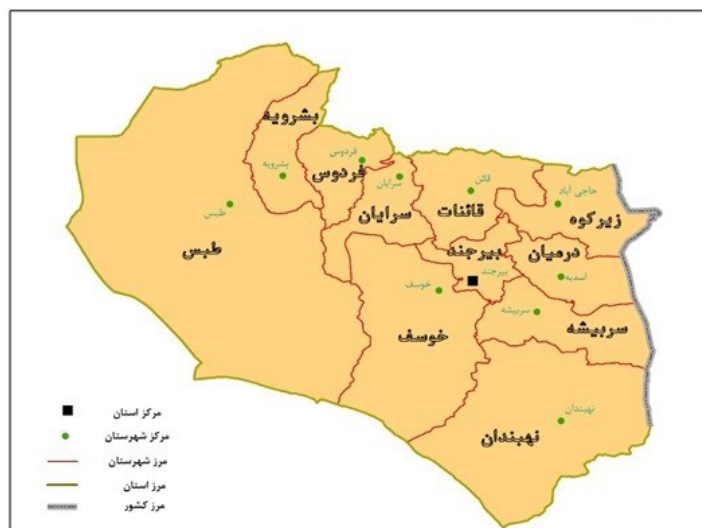 بشرویه
بشرویه
فردوس
فردوس
سرایان
سرایان
قائن
قائنات
حاجی آباد
زیرکوه
طبس
طبس
بیرجند
بیرجند
درمیان
اسدیه
خوسف
خوسف
سربیشه
سربیشه
نهبندان
نهبندان
مرکز استان
مرکز شهرستان
مرز شهرستان
مرز استان
مرز کشور